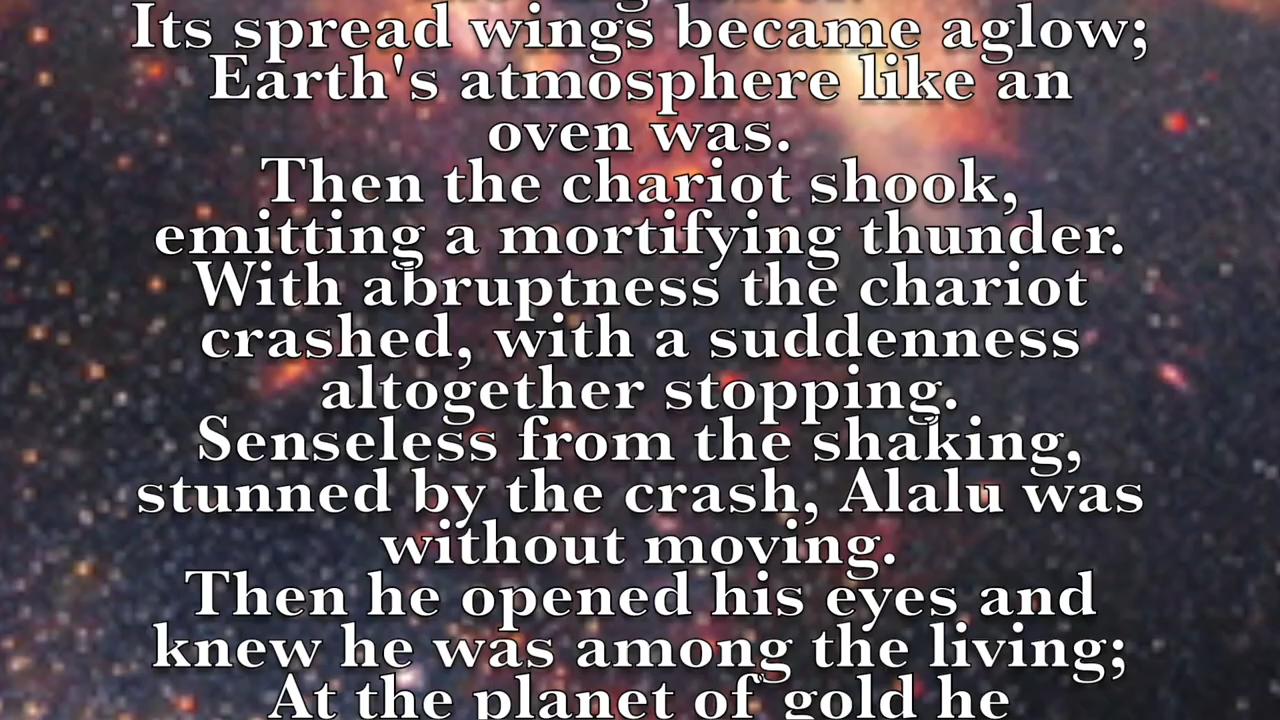 Its spread wings became aglow;
Earth's atmosphere like an
oven was.
Then the chariot shook,
emitting a mortifying thunder.
With abruptness the chariot
crashed, with a suddenness
altogether stopping.
Senseless from the shaking,
stunned by the crash, Alalu was
without moving.
Then he opened his eyes and
knew he was among the living;
At the planet of gold he